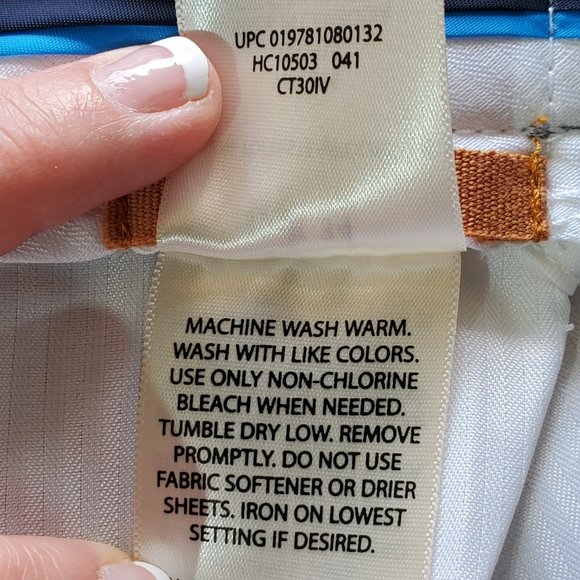 UPC 019781080132
HC10503 041
CT30IV
MACHINE WASH WARM.
WASH WITH LIKE COLORS.
USE ONLY NON-CHLORINE
BLEACH WHEN NEEDED.
TUMBLE DRY LOW. REMOVE
PROMPTLY. DO NOT USE
FABRIC SOFTENER OR DRIER
SHEETS. IRON ON LOWEST
SETTING IF DESIRED.